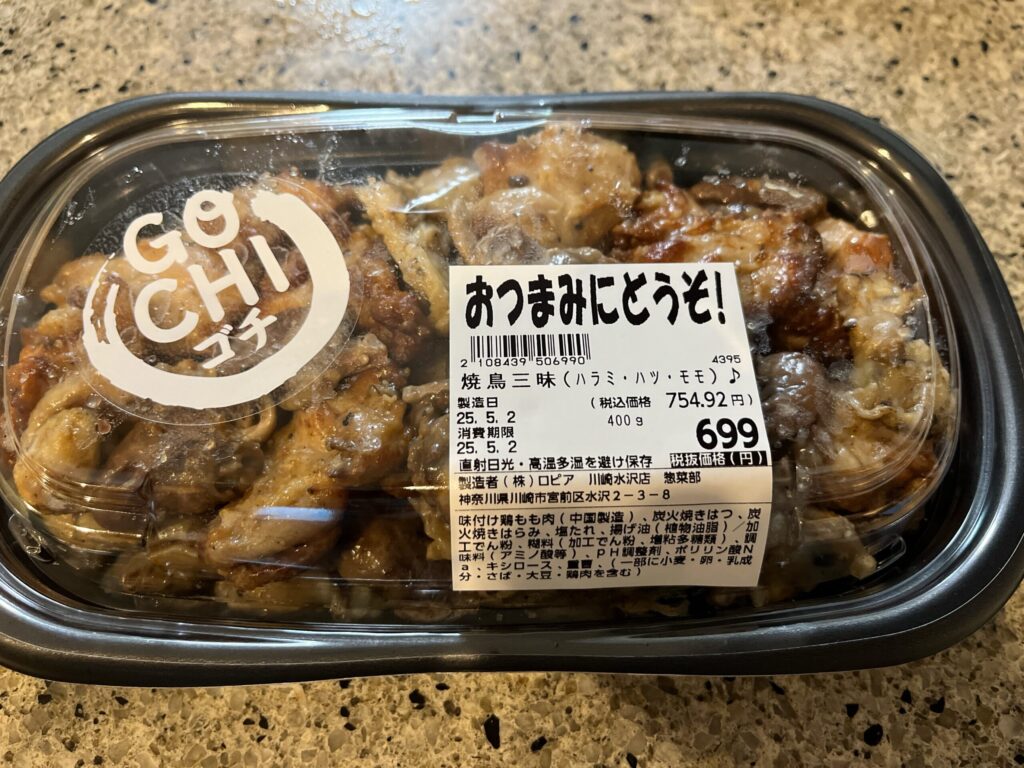 GO
CHI
ゴチ
おつまみにどうぞ!
2 108439 506990
4395
焼鳥三昧(ハラミ・ハツ・モモ)♪
製造日 (税込価格 754.92円)
25.5.2 400g
消費期限 699
25.5.2
直射日光・高温多湿を避け保存 税抜価格(円)
製造者(株)ロピア 川崎水沢店 惣菜部
神奈川県川崎市宮前区水沢2-3-8
味付け鶏もも肉(中国製造)、炭火焼きはつ、炭
火焼きはらみ、塩たれ、揚げ油(植物油脂)/加
工でん粉、糊料(加工でん粉、増粘多糖類)、調
味料(アミノ酸等)、pH調整剤、ポリリン酸N
a、キシロース、重曹、(一部に小麦・卵・乳成
分・さば・大豆・鶏肉を含む)